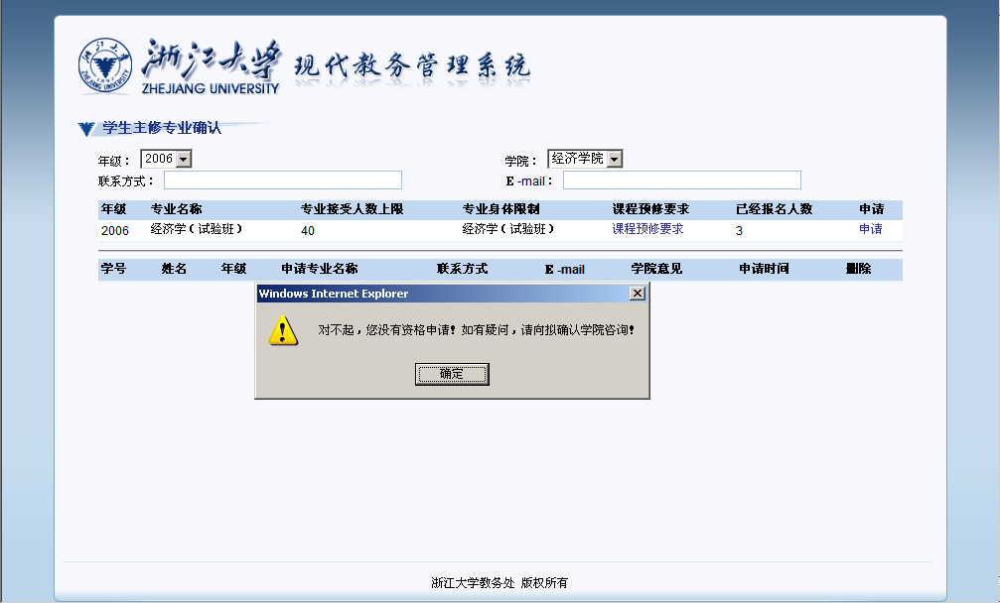 浙江大学 现代教务管理系统
ZHEJIANG UNIVERSITY
学生主修专业确认
年级： 2006 学院： 经济学院
联系方式： E -mail：
年级 专业名称 专业接受人数上限 专业身体限制 课程预修要求 已经报名人数 申请
2006 经济学（试验班） 40 经济学（试验班） 课程预修要求 3 申请
学号 姓名 年级 申请专业名称 联系方式 E -mail 学院意见 申请时间 删除
Windows Internet Explorer
对不起，您没有资格申请！如有疑问，请向拟确认学院咨询！
确定
浙江大学教务处 版权所有